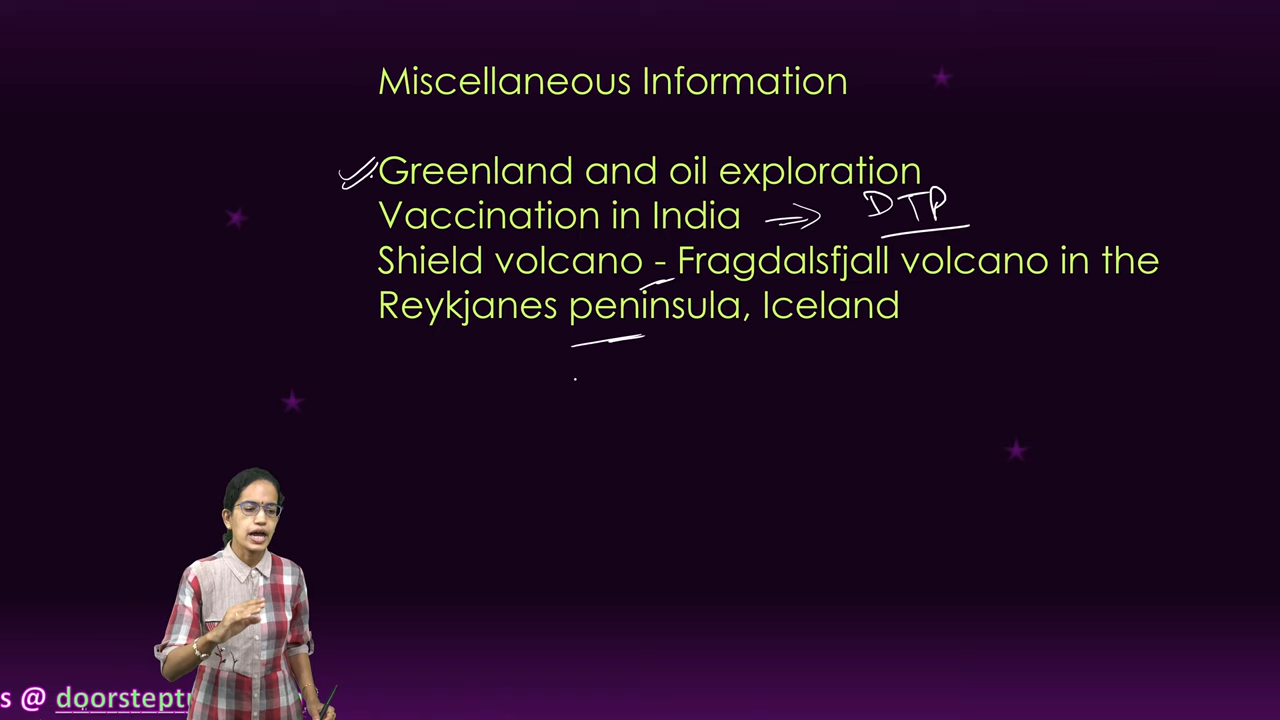 Miscellaneous Information
Greenland and oil exploration
Vaccination in India ⇒ DTP
Shield volcano - Fragdalsfjall volcano in the
Reykjanes peninsula, Iceland
s @